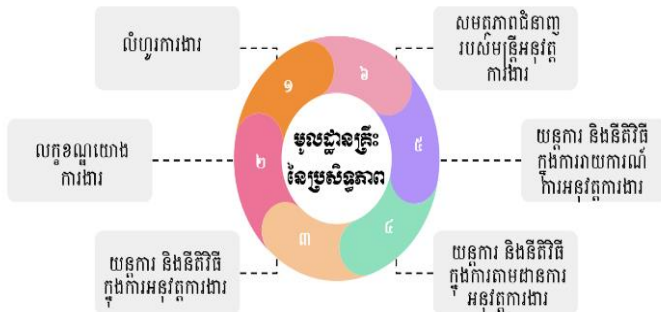 លំហូរការងារ
១
លក្ខខណ្ឌយោង
ការងារ
២
យន្តការ និងនីតិវិធី
ក្នុងការអនុវត្តការងារ
៣
មូលដ្ឋានគ្រឹះ
នៃប្រសិទ្ធភាព
យន្តការ និងនីតិវិធី
ក្នុងការតាមដានការ
អនុវត្តការងារ
៤
យន្តការ និងនីតិវិធី
ក្នុងការរាយការណ៍
ការអនុវត្តការងារ
៥
សមត្ថភាពជំនាញ
របស់មន្ត្រីអនុវត្ត
ការងារ
៦